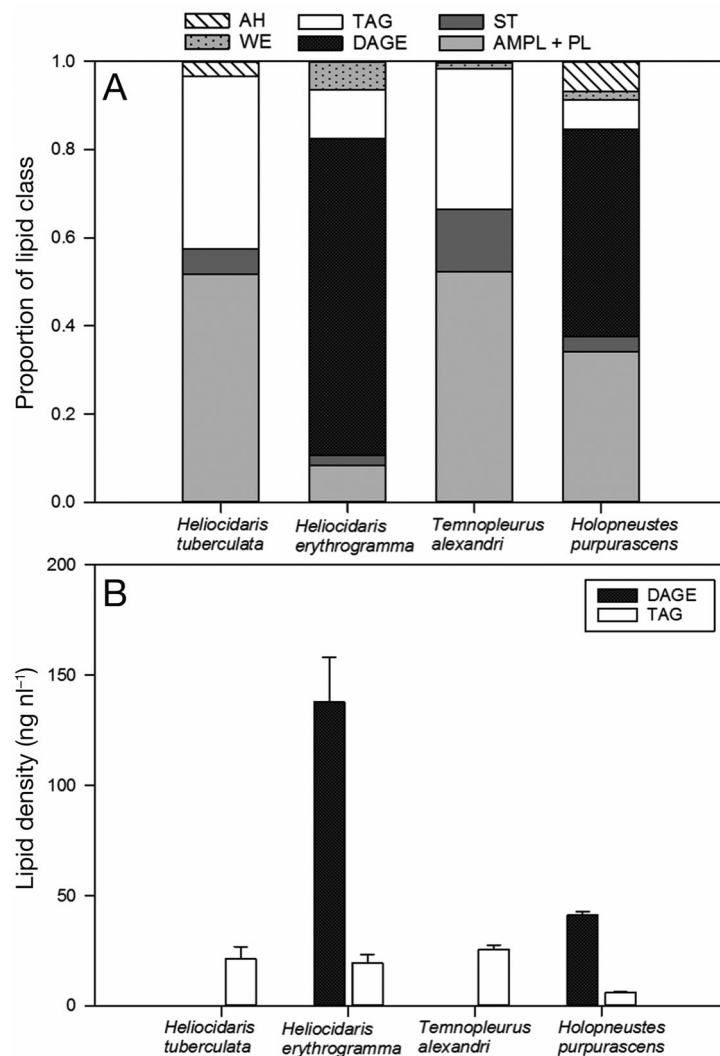 AH TAG ST
WE DAGE AMPL + PL
A
Proportion of lipid class
1.0
0.8
0.6
0.4
0.2
0.0
Heliocidaris tuberculata
Heliocidaris erythrogramma
Temnopleurus alexandri
Holopneustes purpurascens
B
DAGE
TAG
Lipid density (ng nl⁻¹)
200
150
100
50
0
Heliocidaris tuberculata
Heliocidaris erythrogramma
Temnopleurus alexandri
Holopneustes purpurascens